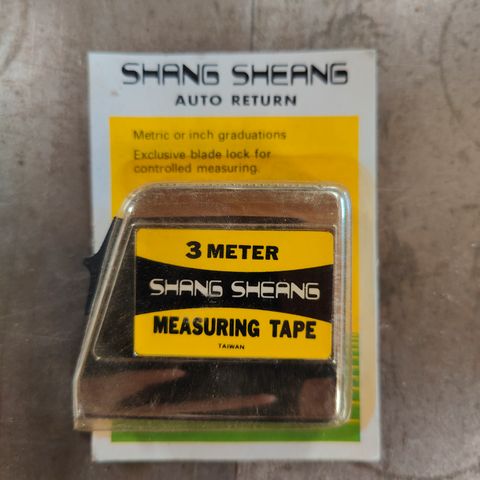 SHANG SHEANG
AUTO RETURN
Metric or inch graduations
Exclusive blade lock for
controlled measuring.
3 METER
SHANG SHEANG
MEASURING TAPE
TAIWAN